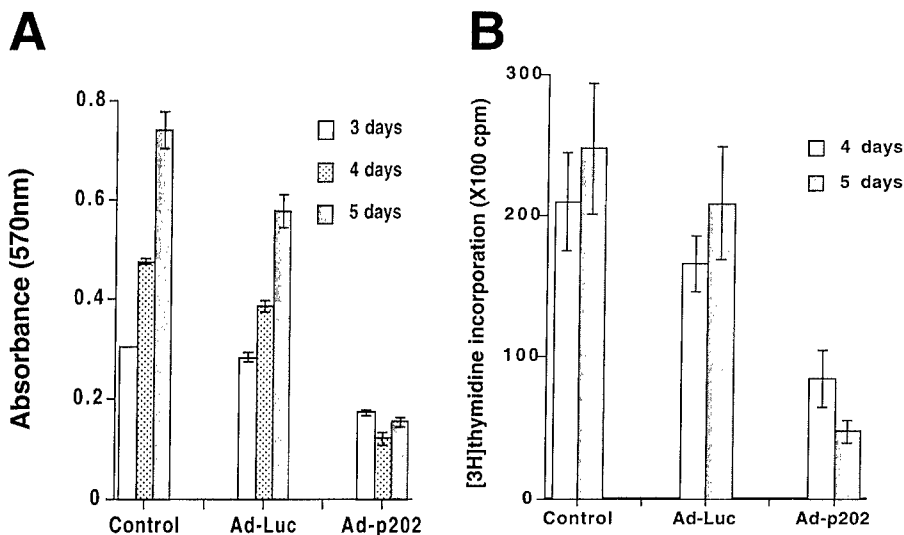 A
Absorbance (570nm)
0.8
0.6
0.4
0.2
0
3 days
4 days
5 days
Control
Ad-Luc
Ad-p202
B
[3H]thymidine incorporation (X100 cpm)
300
200
100
0
4 days
5 days
Control
Ad-Luc
Ad-p202